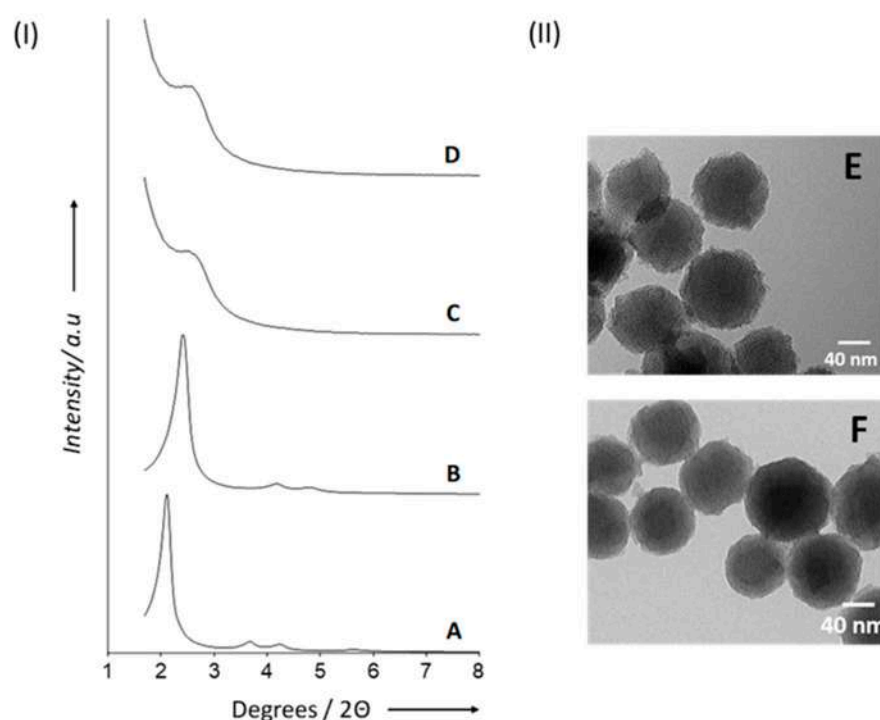 (I)
(II)
D
C
B
A
Intensity/ a.u
1 2 3 4 5 6 7 8
Degrees / 2Θ
E
40 nm
F
40 nm